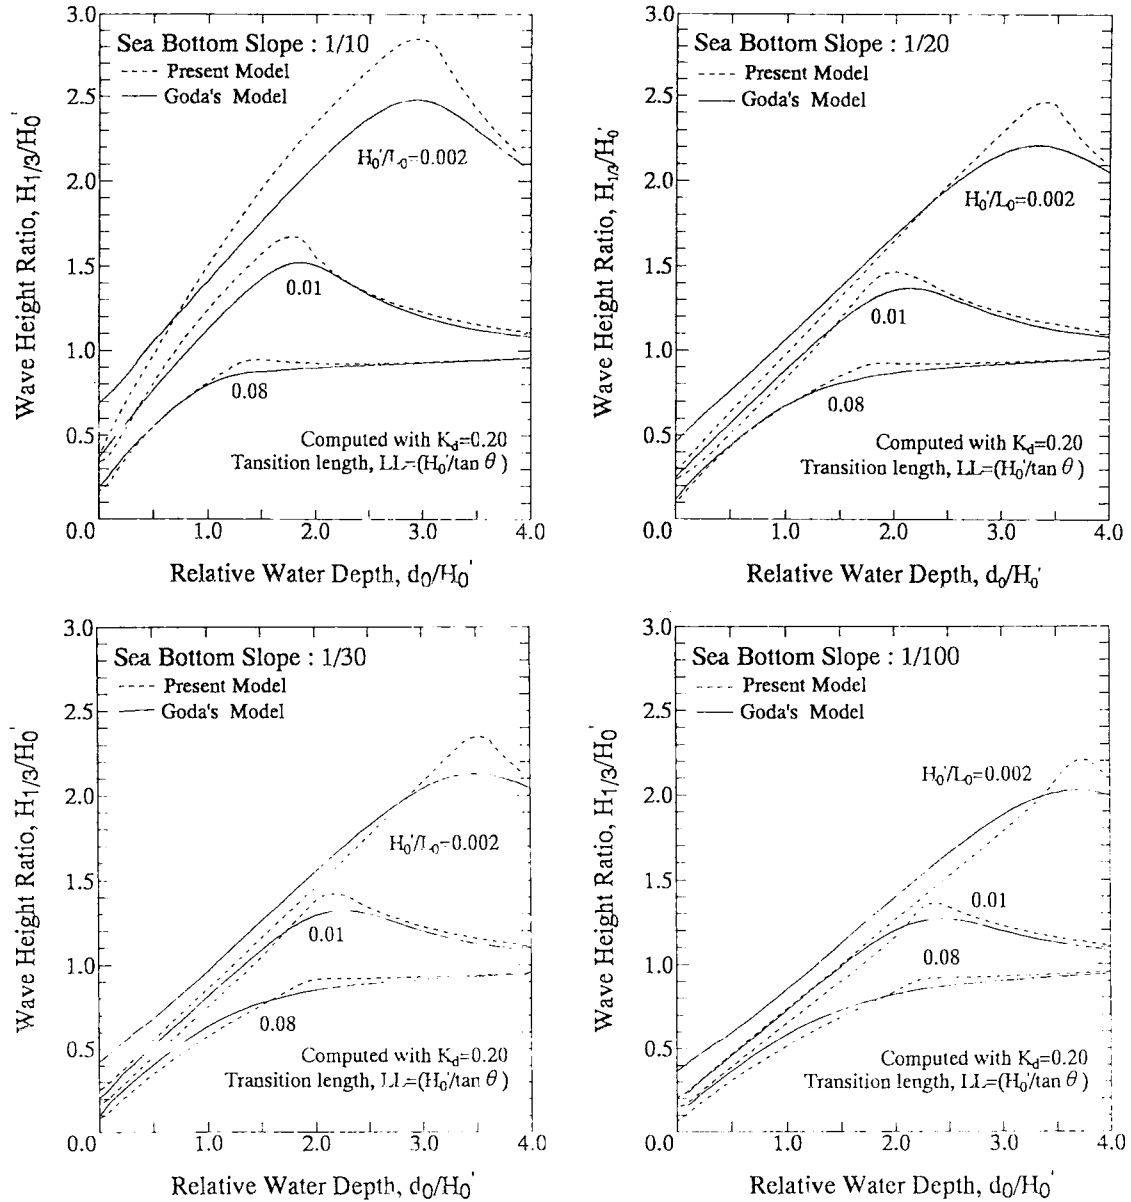 Sea Bottom Slope : 1/10
Present Model
Goda's Model
H0'/L0=0.002
0.01
0.08
Computed with Kd=0.20
Tansition length, LL=(H0'/tan θ)
3.0
2.5
2.0
1.5
1.0
0.5
0.0
1.0
2.0
3.0
4.0
Wave Height Ratio, H1/3/H0'
Relative Water Depth, d0/H0'
Sea Bottom Slope : 1/20
Present Model
Goda's Model
H0'/L0=0.002
0.01
0.08
Computed with Kd=0.20
Transition length, LL=(H0'/tan θ)
3.0
2.5
2.0
1.5
1.0
0.5
0.0
1.0
2.0
3.0
4.0
Wave Height Ratio, H1/3/H0'
Relative Water Depth, d0/H0'
Sea Bottom Slope : 1/30
Present Model
Goda's Model
H0'/L0=0.002
0.01
0.08
Computed with Kd=0.20
Transition length, LL=(H0'/tan θ)
3.0
2.5
2.0
1.5
1.0
0.5
0.0
1.0
2.0
3.0
4.0
Wave Height Ratio, H1/3/H0'
Relative Water Depth, d0/H0'
Sea Bottom Slope : 1/100
Present Model
Goda's Model
H0'/L0=0.002
0.01
0.08
Computed with Kd=0.20
Transition length, LL=(H0'/tan θ)
3.0
2.5
2.0
1.5
1.0
0.5
0.0
1.0
2.0
3.0
4.0
Wave Height Ratio, H1/3/H0'
Relative Water Depth, d0/H0'